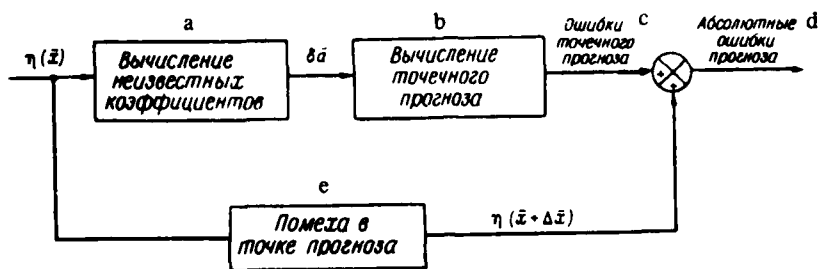 a
b
c
d
η(x̄)
Вычисление
неизвестных
коэффициентов
δā
Вычисление
точечного
прогноза
Ошибки
точечного
прогноза
Абсолютные
ошибки
прогноза
e
Помеха в
точке прогноза
η(x̄+Δx̄)